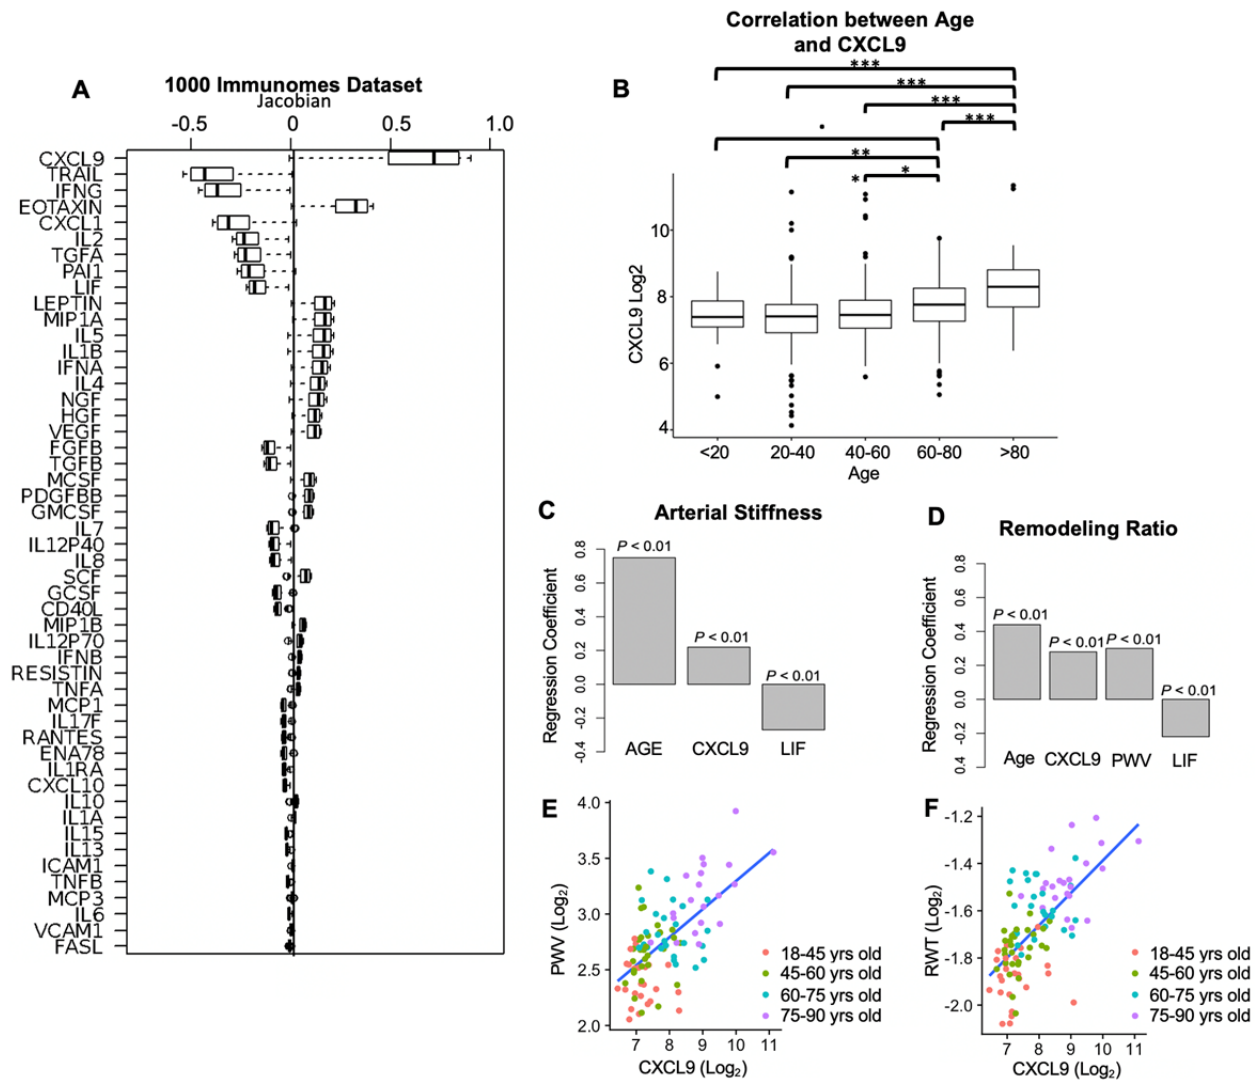 A
1000 Immunomes Dataset
Jacobian
-0.5 0 0.5 1.0
CXCL9
TRAIL
IFNG
EOTAXIN
CXCL1
IL2
TGFA
PAI1
LIF
LEPTIN
MIP1A
IL5
IL1B
IFNA
IL4
NGF
HGF
VEGF
FGFB
TGFB
MCSF
PDGFBB
GMCSF
IL7
IL12P40
IL8
SCF
GCSF
CD40L
MIP1B
IL12P70
IFNB
RESISTIN
TNFA
MCP1
IL17F
RANTES
ENA78
IL1RA
CXCL10
IL10
IL1A
IL15
IL13
ICAM1
TNFB
MCP3
IL6
VCAM1
FASL
B
Correlation between Age
and CXCL9
***
***
***
***
**
*
*
CXCL9 Log2
10
8
6
4
<20 20-40 40-60 60-80 >80
Age
C
Arterial Stiffness
Regression Coefficient
0.8
0.6
0.4
0.2
0.0
-0.2
-0.4
P < 0.01
P < 0.01
P < 0.01
AGE CXCL9 LIF
D
Remodeling Ratio
Regression Coefficient
0.8
0.6
0.4
0.2
0.0
-0.2
0.4
P < 0.01
P < 0.01
P < 0.01
P < 0.01
Age CXCL9 PWV LIF
E
PWV (Log2)
4.0
3.5
3.0
2.5
2.0
18-45 yrs old
45-60 yrs old
60-75 yrs old
75-90 yrs old
7 8 9 10 11
CXCL9 (Log2)
F
RWT (Log2)
-1.2
-1.4
-1.6
-1.8
-2.0
18-45 yrs old
45-60 yrs old
60-75 yrs old
75-90 yrs old
7 8 9 10 11
CXCL9 (Log2)